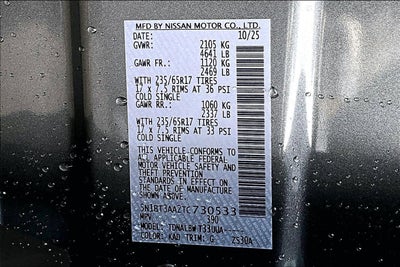 MFD BY NISSAN MOTOR CO., LTD.
DATE: 10/25
GVWR: 2105 KG
4641 LB
GAWR FR.: 1120 KG
2469 LB
WITH 235/65R17 TIRES
17 x 7.5 RIMS AT 36 PSI
COLD SINGLE
GAWR RR.: 1060 KG
2337 LB
WITH 235/65R17 TIRES
17 x 7.5 RIMS AT 33 PSI
COLD SINGLE
THIS VEHICLE CONFORMS TO
ALL APPLICABLE FEDERAL
MOTOR VEHICLE SAFETY
AND THEFT PREVENTION
STANDARDS IN EFFECT ON
THE DATE OF MANUFACTURE
SHOWN ABOVE.
5N1BT3AA2TC730533
MPV 390
MODEL:
COLOR: KAD TRIM: G ZS30A